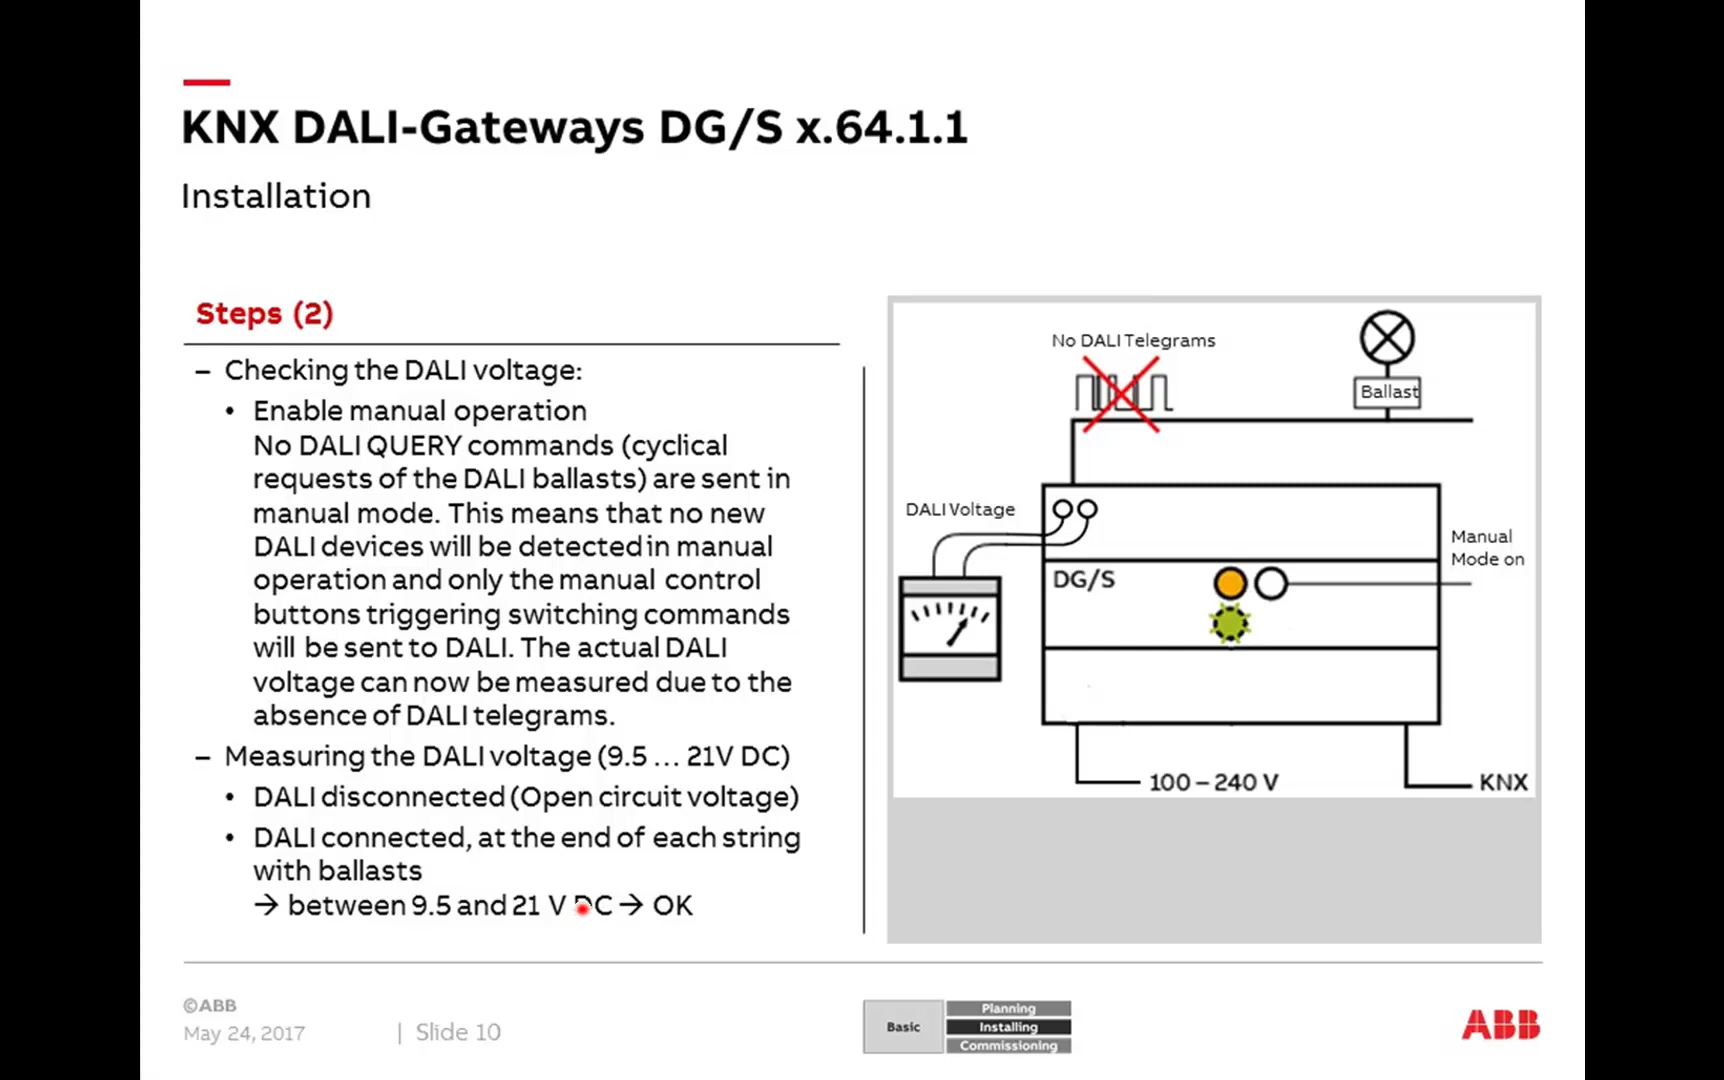 KNX DALI-Gateways DG/S x.64.1.1
Installation
Steps (2)
– Checking the DALI voltage:
• Enable manual operation
No DALI QUERY commands (cyclical
requests of the DALI ballasts) are sent in
manual mode. This means that no new
DALI devices will be detected in manual
operation and only the manual control
buttons triggering switching commands
will be sent to DALI. The actual DALI
voltage can now be measured due to the
absence of DALI telegrams.
– Measuring the DALI voltage (9.5 … 21V DC)
• DALI disconnected (Open circuit voltage)
• DALI connected, at the end of each string
with ballasts
→ between 9.5 and 21 V DC → OK
No DALI Telegrams
Ballast
DALI Voltage
Manual
Mode on
DG/S
100 – 240 V
KNX
©ABB
May 24, 2017
| Slide 10
Basic
Planning
Installing
Commissioning
ABB